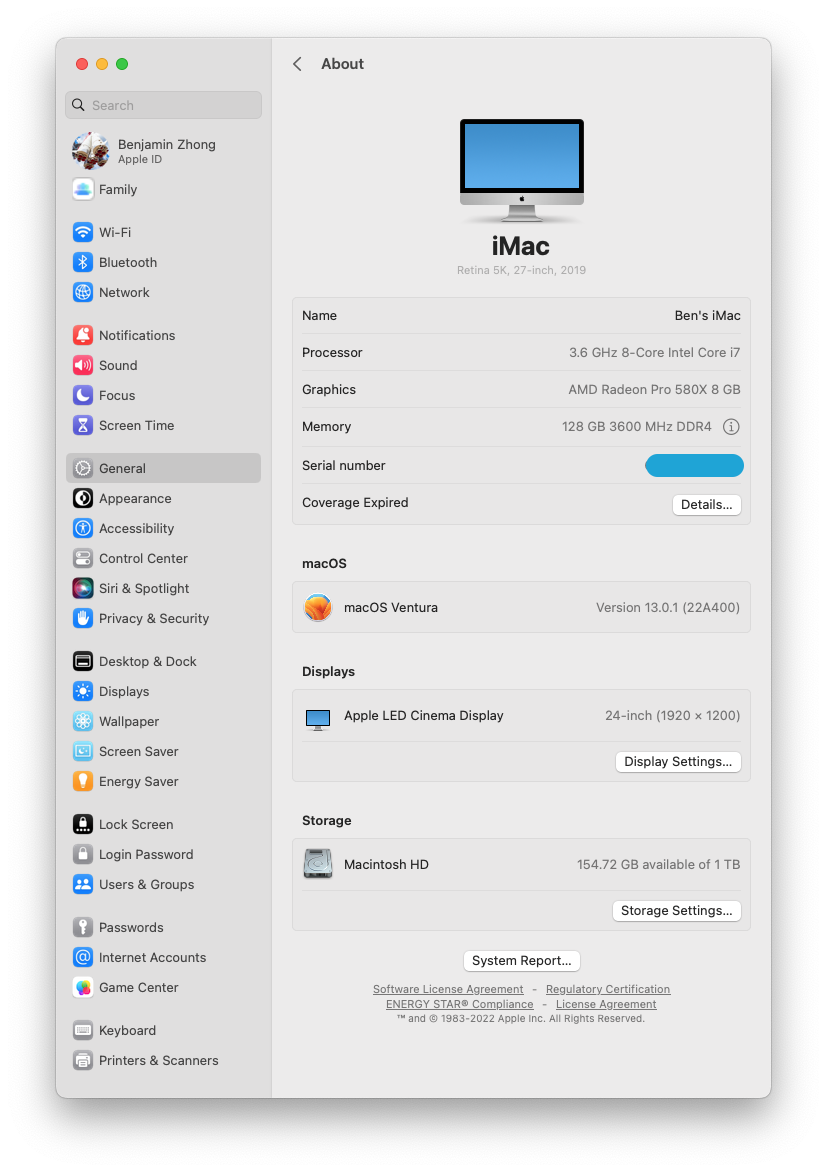 Search
Benjamin Zhong
Apple ID
Family
Wi-Fi
Bluetooth
Network
Notifications
Sound
Focus
Screen Time
General
Appearance
Accessibility
Control Center
Siri & Spotlight
Privacy & Security
Desktop & Dock
Displays
Wallpaper
Screen Saver
Energy Saver
Lock Screen
Login Password
Users & Groups
Passwords
Internet Accounts
Game Center
Keyboard
Printers & Scanners
About
iMac
Retina 5K, 27-inch, 2019
Name Ben's iMac
Processor 3.6 GHz 8-Core Intel Core i7
Graphics AMD Radeon Pro 580X 8 GB
Memory 128 GB 3600 MHz DDR4
Serial number
Coverage Expired Details...
macOS
macOS Ventura Version 13.0.1 (22A400)
Displays
Apple LED Cinema Display 24-inch (1920 × 1200)
Display Settings...
Storage
Macintosh HD 154.72 GB available of 1 TB
Storage Settings...
System Report...
Software License Agreement - Regulatory Certification
ENERGY STAR® Compliance - License Agreement
™ and © 1983-2022 Apple Inc. All Rights Reserved.